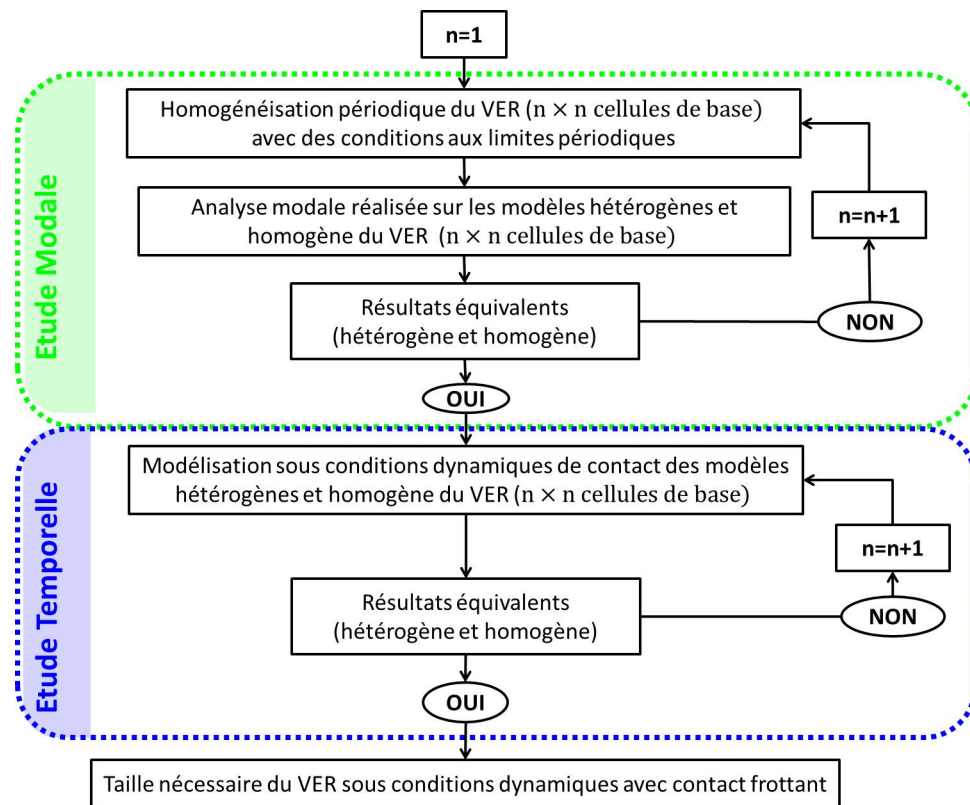 n=1
Etude Modale
Homogénéisation périodique du VER (n × n cellules de base)
avec des conditions aux limites périodiques
n=n+1
Analyse modale réalisée sur les modèles hétérogènes et
homogène du VER (n × n cellules de base)
Résultats équivalents
(hétérogène et homogène)
NON
OUI
Etude Temporelle
Modélisation sous conditions dynamiques de contact des modèles
hétérogènes et homogène du VER (n × n cellules de base)
n=n+1
Résultats équivalents
(hétérogène et homogène)
NON
OUI
Taille nécessaire du VER sous conditions dynamiques avec contact frottant